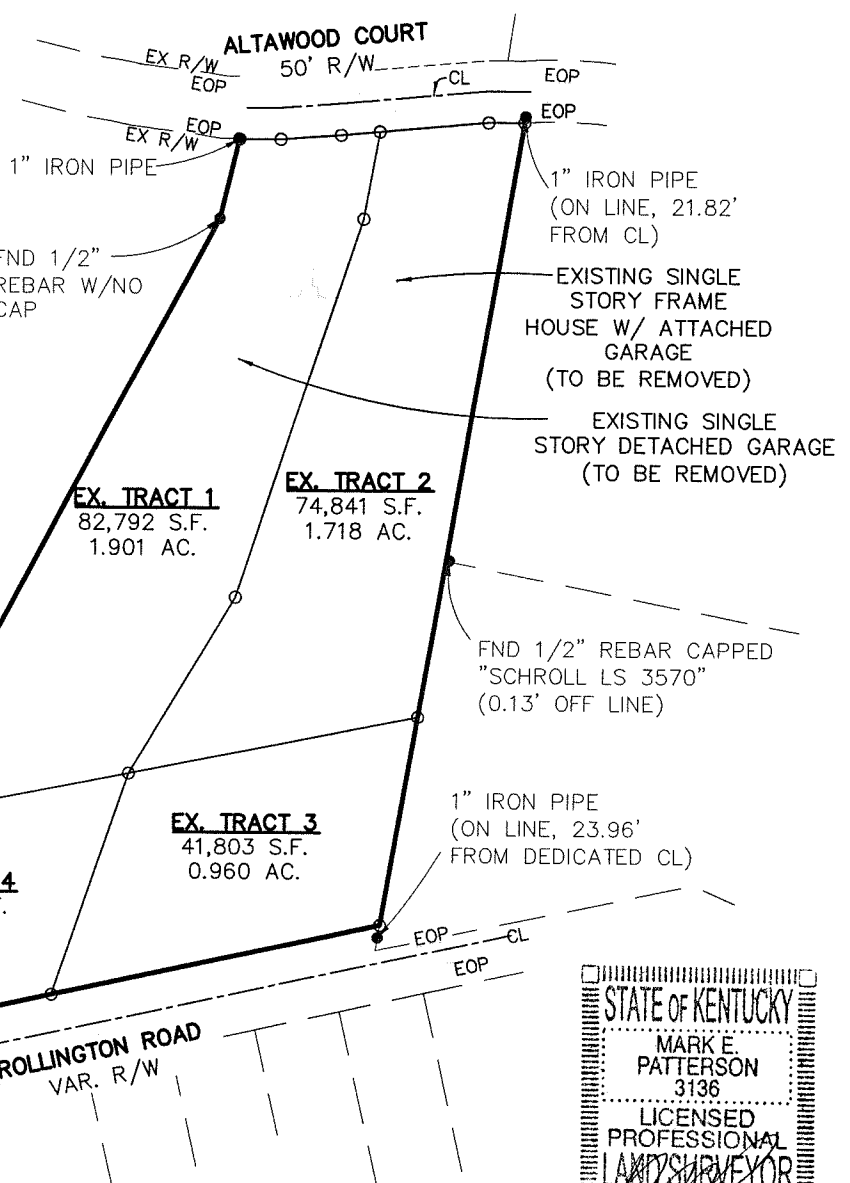 ALTAWOOD COURT
50' R/W
EX R/W
EOP
CL
EOP
EOP
EX R/W
EOP
1" IRON PIPE
1" IRON PIPE
(ON LINE, 21.82'
FROM CL)
FND 1/2"
REBAR W/NO
CAP
EXISTING SINGLE
STORY FRAME
HOUSE W/ ATTACHED
GARAGE
(TO BE REMOVED)
EXISTING SINGLE
STORY DETACHED GARAGE
(TO BE REMOVED)
EX. TRACT 1
82,792 S.F.
1.901 AC.
EX. TRACT 2
74,841 S.F.
1.718 AC.
FND 1/2" REBAR CAPPED
"SCHROLL LS 3570"
(0.13' OFF LINE)
1" IRON PIPE
(ON LINE, 23.96'
FROM DEDICATED CL)
EX. TRACT 3
41,803 S.F.
0.960 AC.
4
EOP
CL
EOP
ROLLINGTON ROAD
VAR. R/W
STATE OF KENTUCKY
MARK E.
PATTERSON
3136
LICENSED
PROFESSIONAL
LAND SURVEYOR